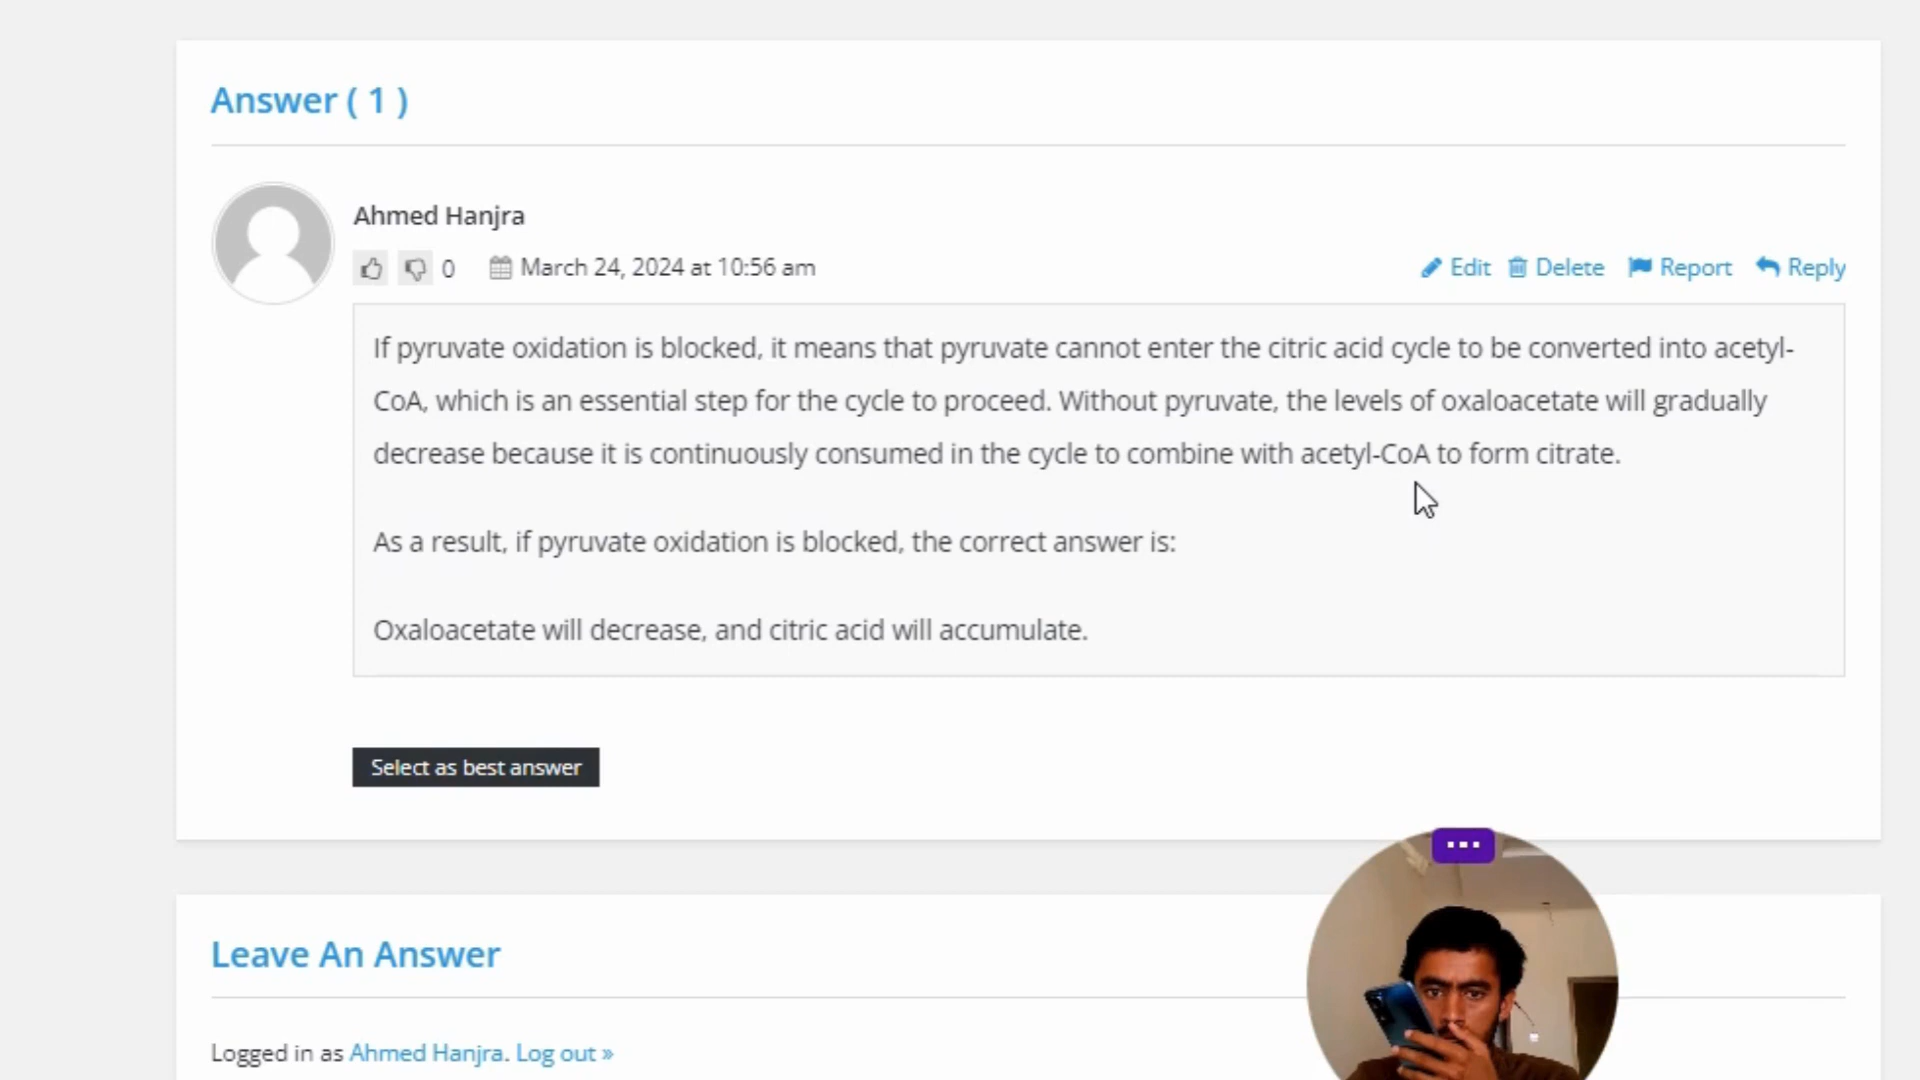 Answer ( 1 )
Ahmed Hanjra
0 March 24, 2024 at 10:56 am Edit Delete Report Reply
If pyruvate oxidation is blocked, it means that pyruvate cannot enter the citric acid cycle to be converted into acetyl-
CoA, which is an essential step for the cycle to proceed. Without pyruvate, the levels of oxaloacetate will gradually
decrease because it is continuously consumed in the cycle to combine with acetyl-CoA to form citrate.
As a result, if pyruvate oxidation is blocked, the correct answer is:
Oxaloacetate will decrease, and citric acid will accumulate.
Select as best answer
Leave An Answer
Logged in as Ahmed Hanjra. Log out »